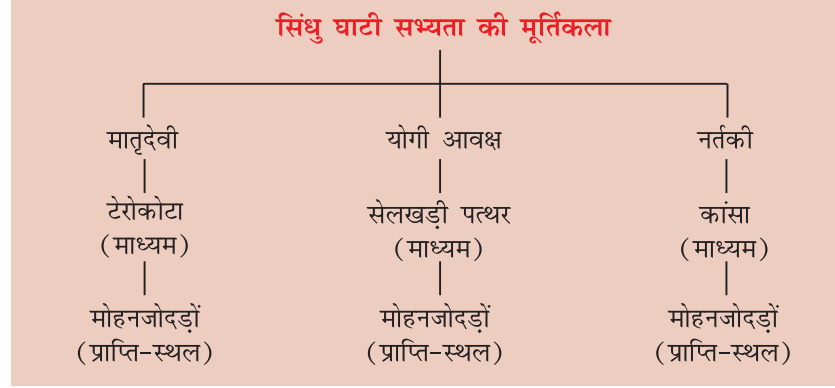 सिंधु घाटी सभ्यता की मूर्तिकला
मातृदेवी योगी आवक्ष नर्तकी
टेरोकोटा सेलखड़ी पत्थर कांसा
(माध्यम) (माध्यम) (माध्यम)
मोहनजोदड़ों मोहनजोदड़ों मोहनजोदड़ों
(प्राप्ति-स्थल) (प्राप्ति-स्थल) (प्राप्ति-स्थल)